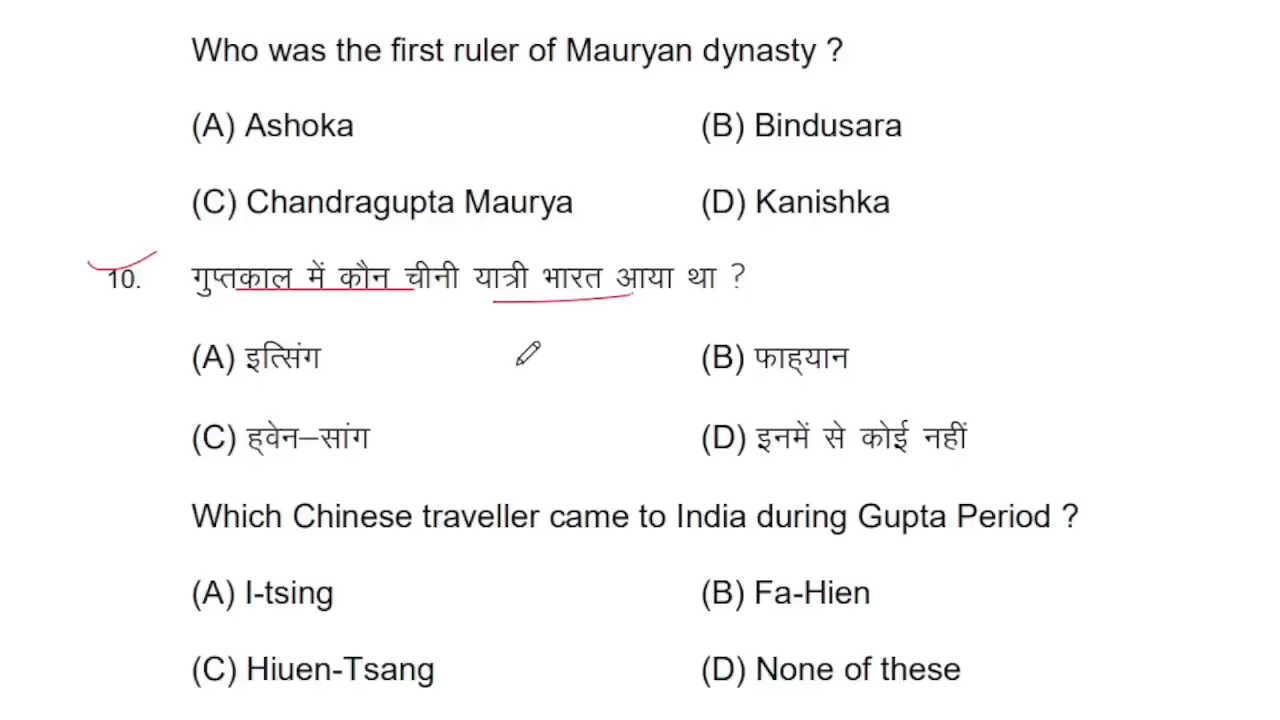 Who was the first ruler of Mauryan dynasty ?
(A) Ashoka (B) Bindusara
(C) Chandragupta Maurya (D) Kanishka
10. गुप्तकाल में कौन चीनी यात्री भारत आया था ?
(A) इत्सिंग (B) फाह्यान
(C) ह्वेन–सांग (D) इनमें से कोई नहीं
Which Chinese traveller came to India during Gupta Period ?
(A) I-tsing (B) Fa-Hien
(C) Hiuen-Tsang (D) None of these